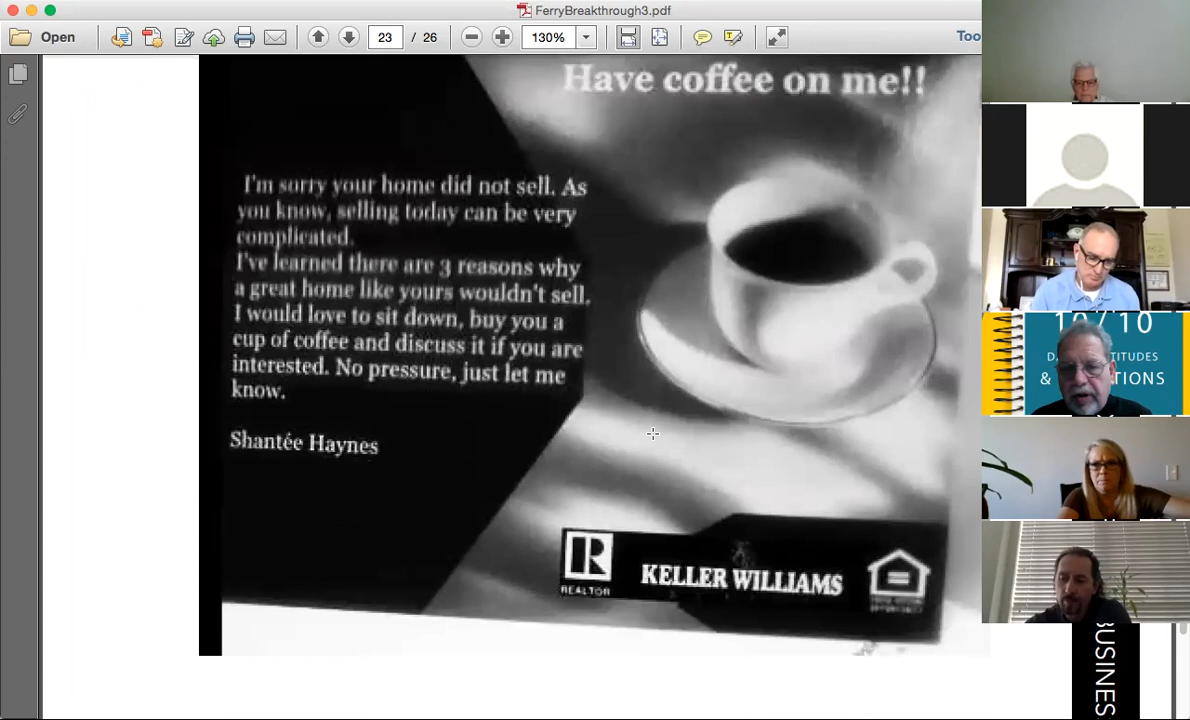 FerryBreakthrough3.pdf
Open
23 / 26
130%
Too
Have coffee on me!!
I'm sorry your home did not sell. As
you know, selling today can be very
complicated.
I've learned there are 3 reasons why
a great home like yours wouldn't sell.
I would love to sit down, buy you a
cup of coffee and discuss it if you are
interested. No pressure, just let me
know.
Shantée Haynes
R
REALTOR
KELLER WILLIAMS
10/10
& 
BUSINES